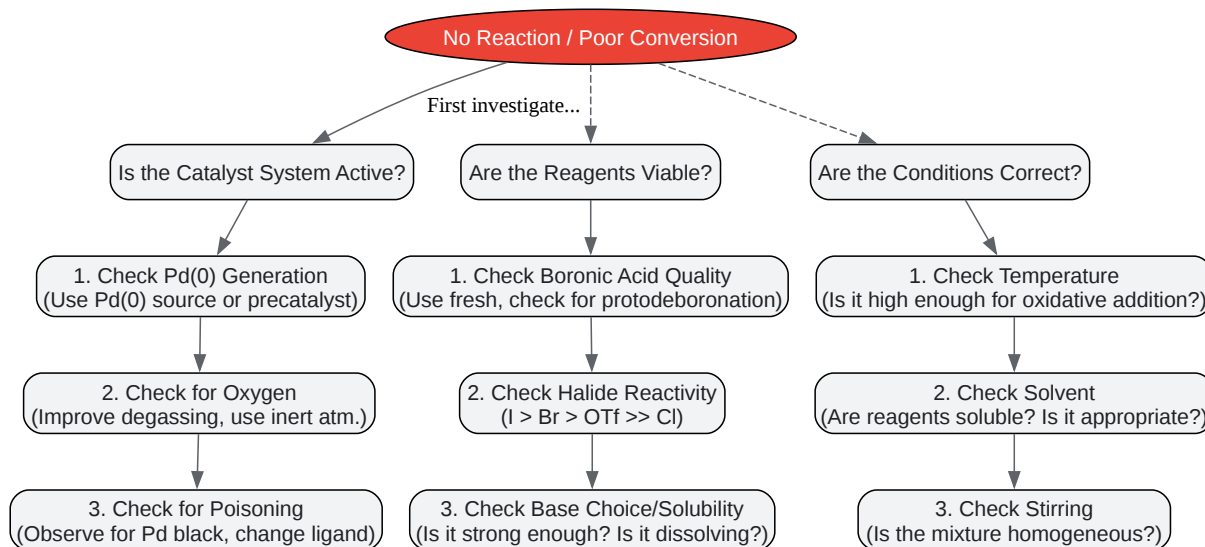 No Reaction / Poor Conversion
First investigate...
Is the Catalyst System Active?
Are the Reagents Viable?
Are the Conditions Correct?
1. Check Pd(0) Generation
(Use Pd(0) source or precatalyst)
1. Check Boronic Acid Quality
(Use fresh, check for protodeboronation)
1. Check Temperature
(Is it high enough for oxidative addition?)
2. Check for Oxygen
(Improve degassing, use inert atm.)
2. Check Halide Reactivity
(I > Br > OTf >> Cl)
2. Check Solvent
(Are reagents soluble? Is it appropriate?)
3. Check for Poisoning
(Observe for Pd black, change ligand)
3. Check Base Choice/Solubility
(Is it strong enough? Is it dissolving?)
3. Check Stirring
(Is the mixture homogeneous?)